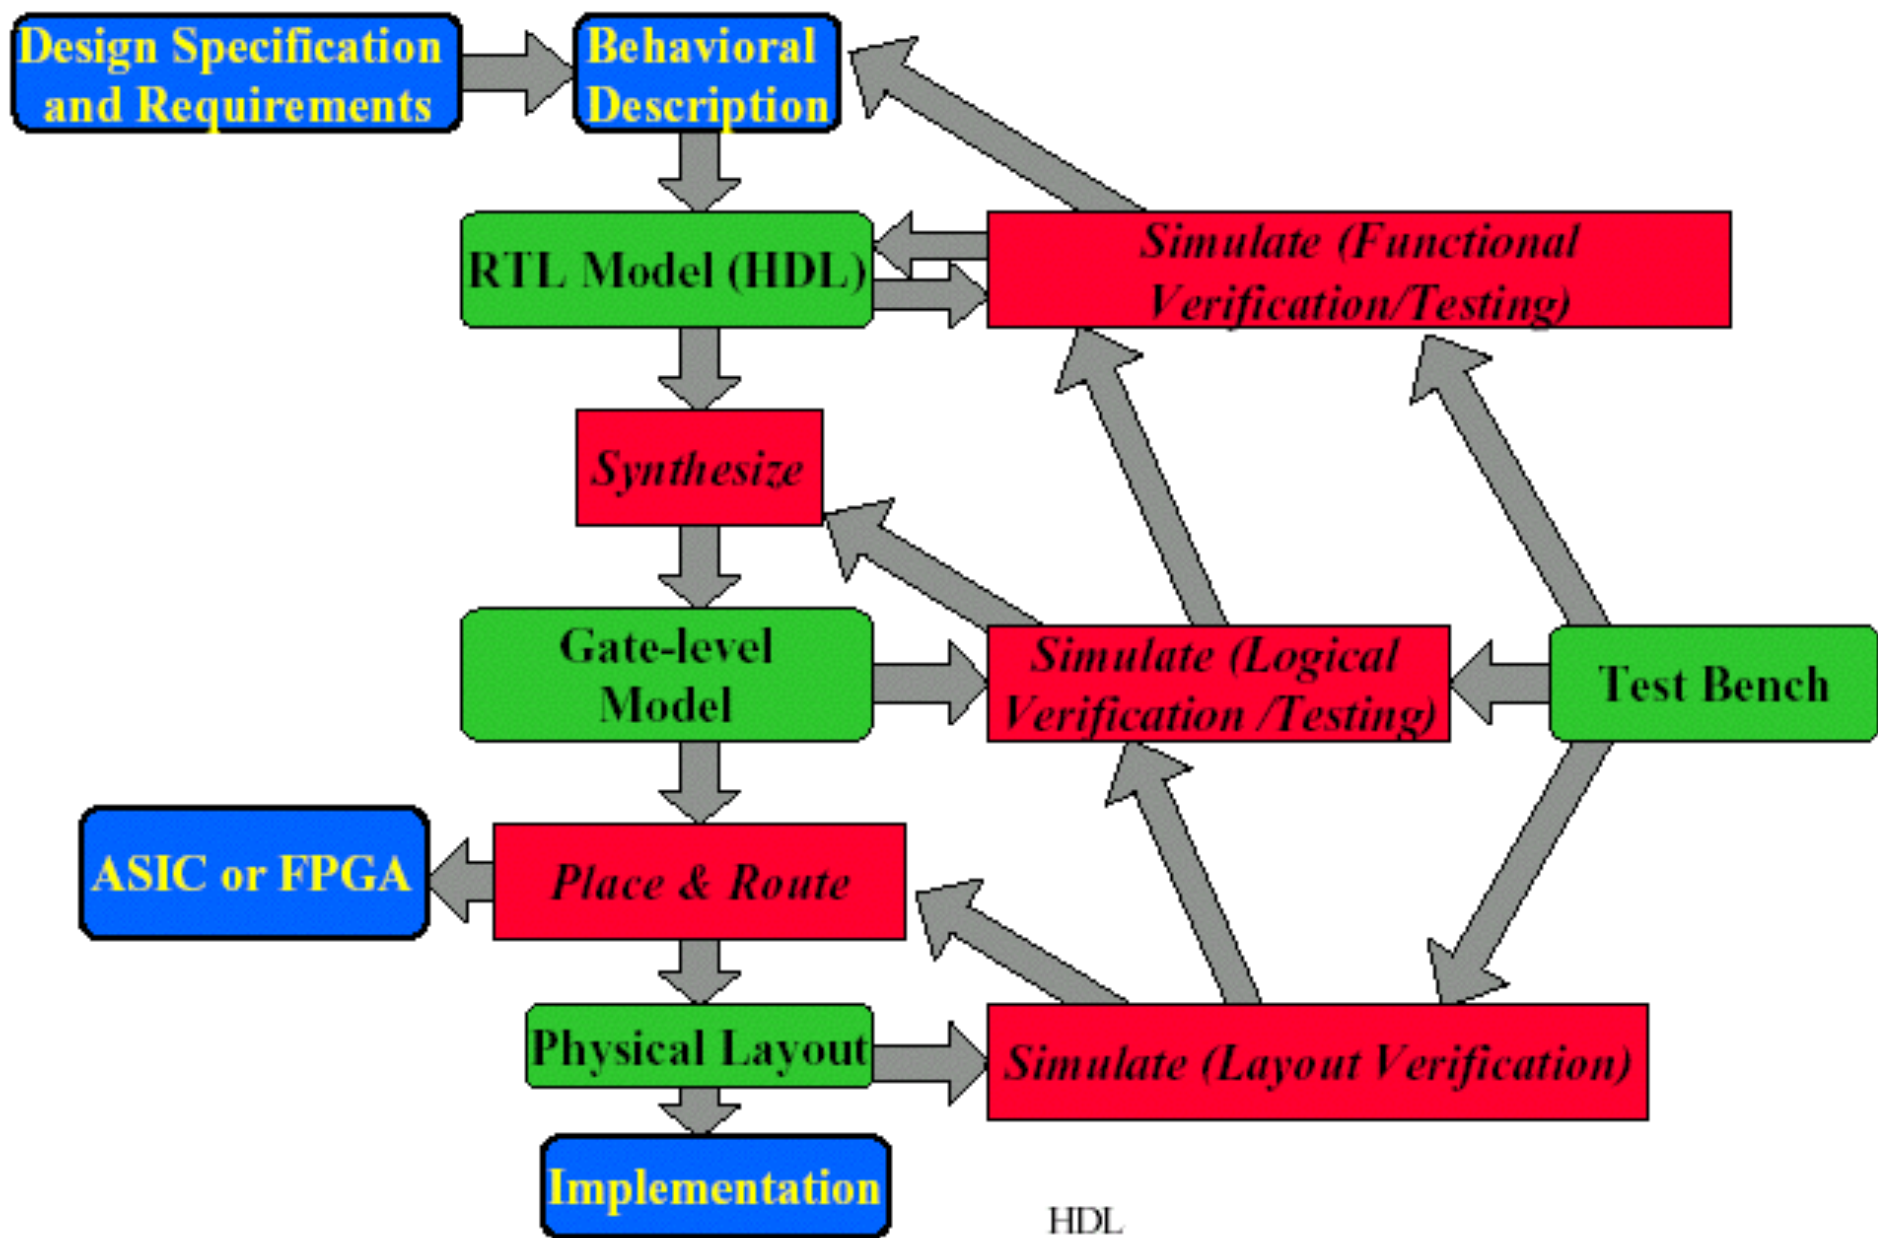 Design Specification
and Requirements
Behavioral
Description
RTL Model (HDL)
Simulate (Functional
Verification/Testing)
Synthesize
Gate-level
Model
Simulate (Logical
Verification /Testing)
Test Bench
ASIC or FPGA
Place & Route
Physical Layout
Simulate (Layout Verification)
Implementation
HDL